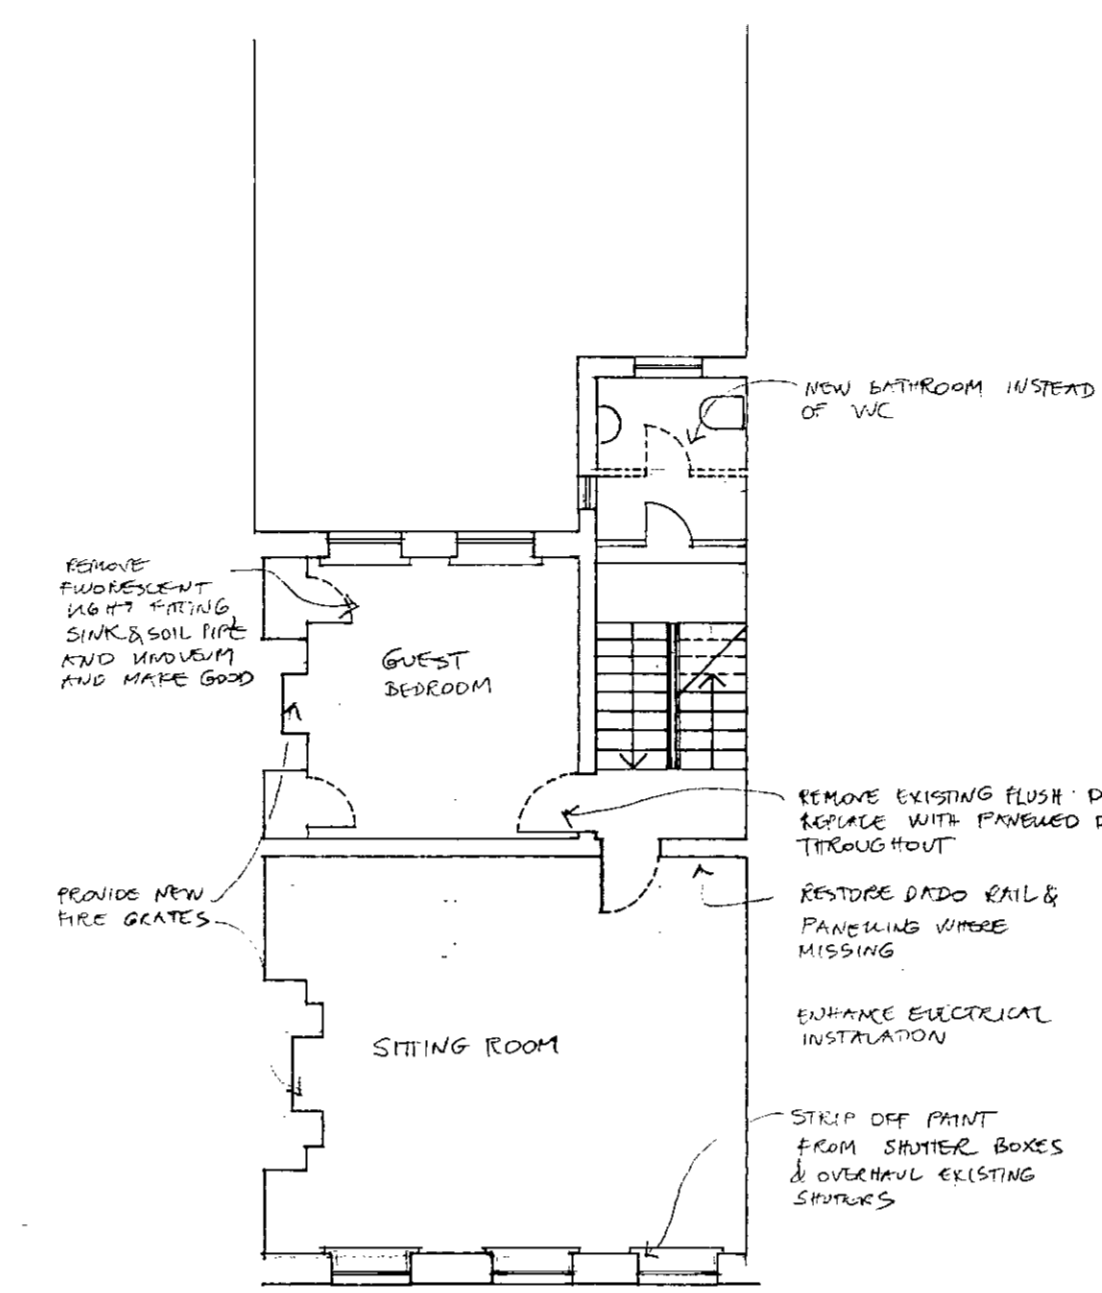 NEW BATHROOM INSTEAD
OF WC
REMOVE
FLUORESCENT
LIGHT FITTING,
SINK & SOIL PIPE
AND
AND MAKE GOOD
GUEST
BEDROOM
REMOVE EXISTING FLUSH D
REPLACE WITH PANELLED D
THROUGHOUT
PROVIDE NEW
FIRE GRATES
RESTORE DADO RAIL &
PANELLING WHERE
MISSING
ENHANCE ELECTRICAL
INSTALATION
SITTING ROOM
STRIP OFF PAINT
FROM SHUTTER BOXES
& OVERHAUL EXISTING
SHUTTERS